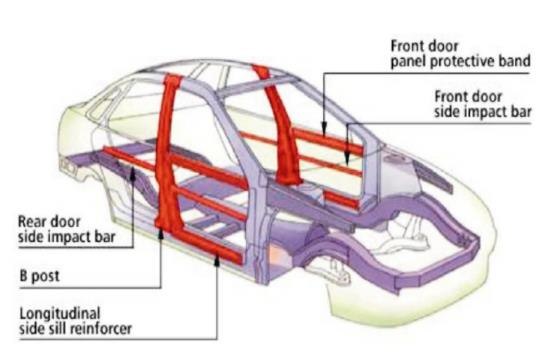 Front door
panel protective band
Front door
side impact bar
Rear door
side impact bar
B post
Longitudinal
side sill reinforcer